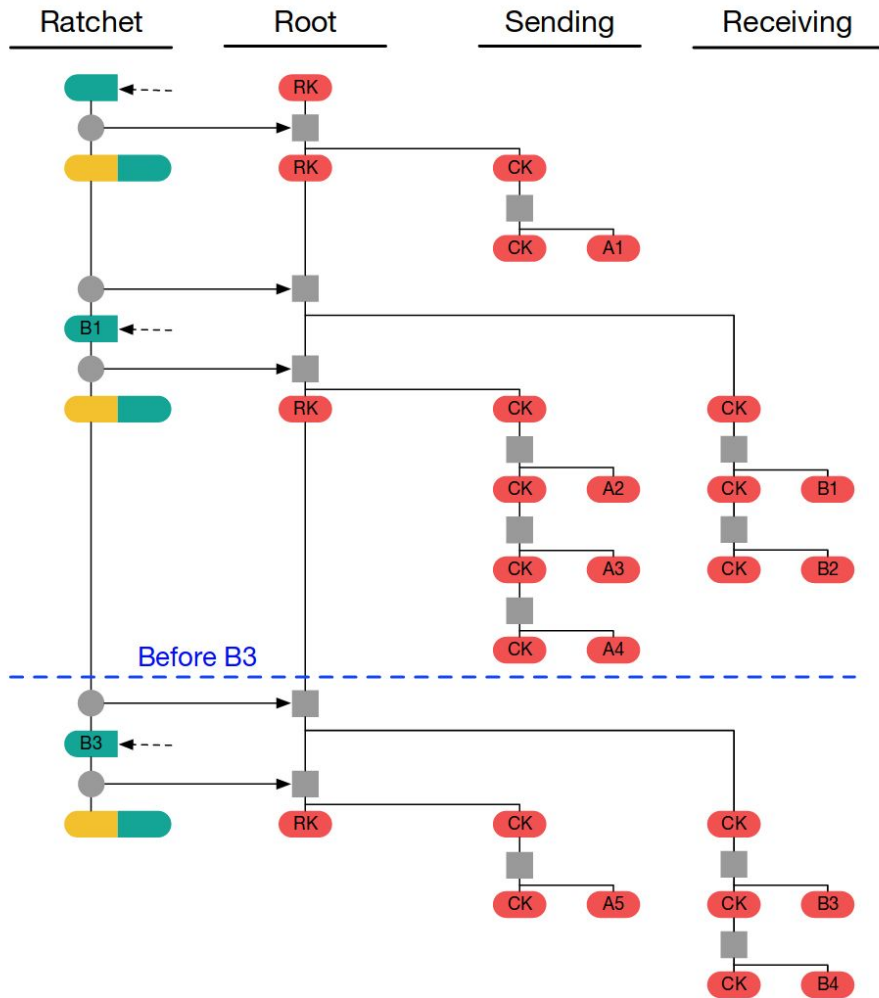 Ratchet Root Sending Receiving
RK
RK CK
CK A1
B1
RK CK CK
CK A2 CK B1
CK A3 CK B2
CK A4
Before B3
B3
RK CK CK
CK A5 CK B3
CK B4